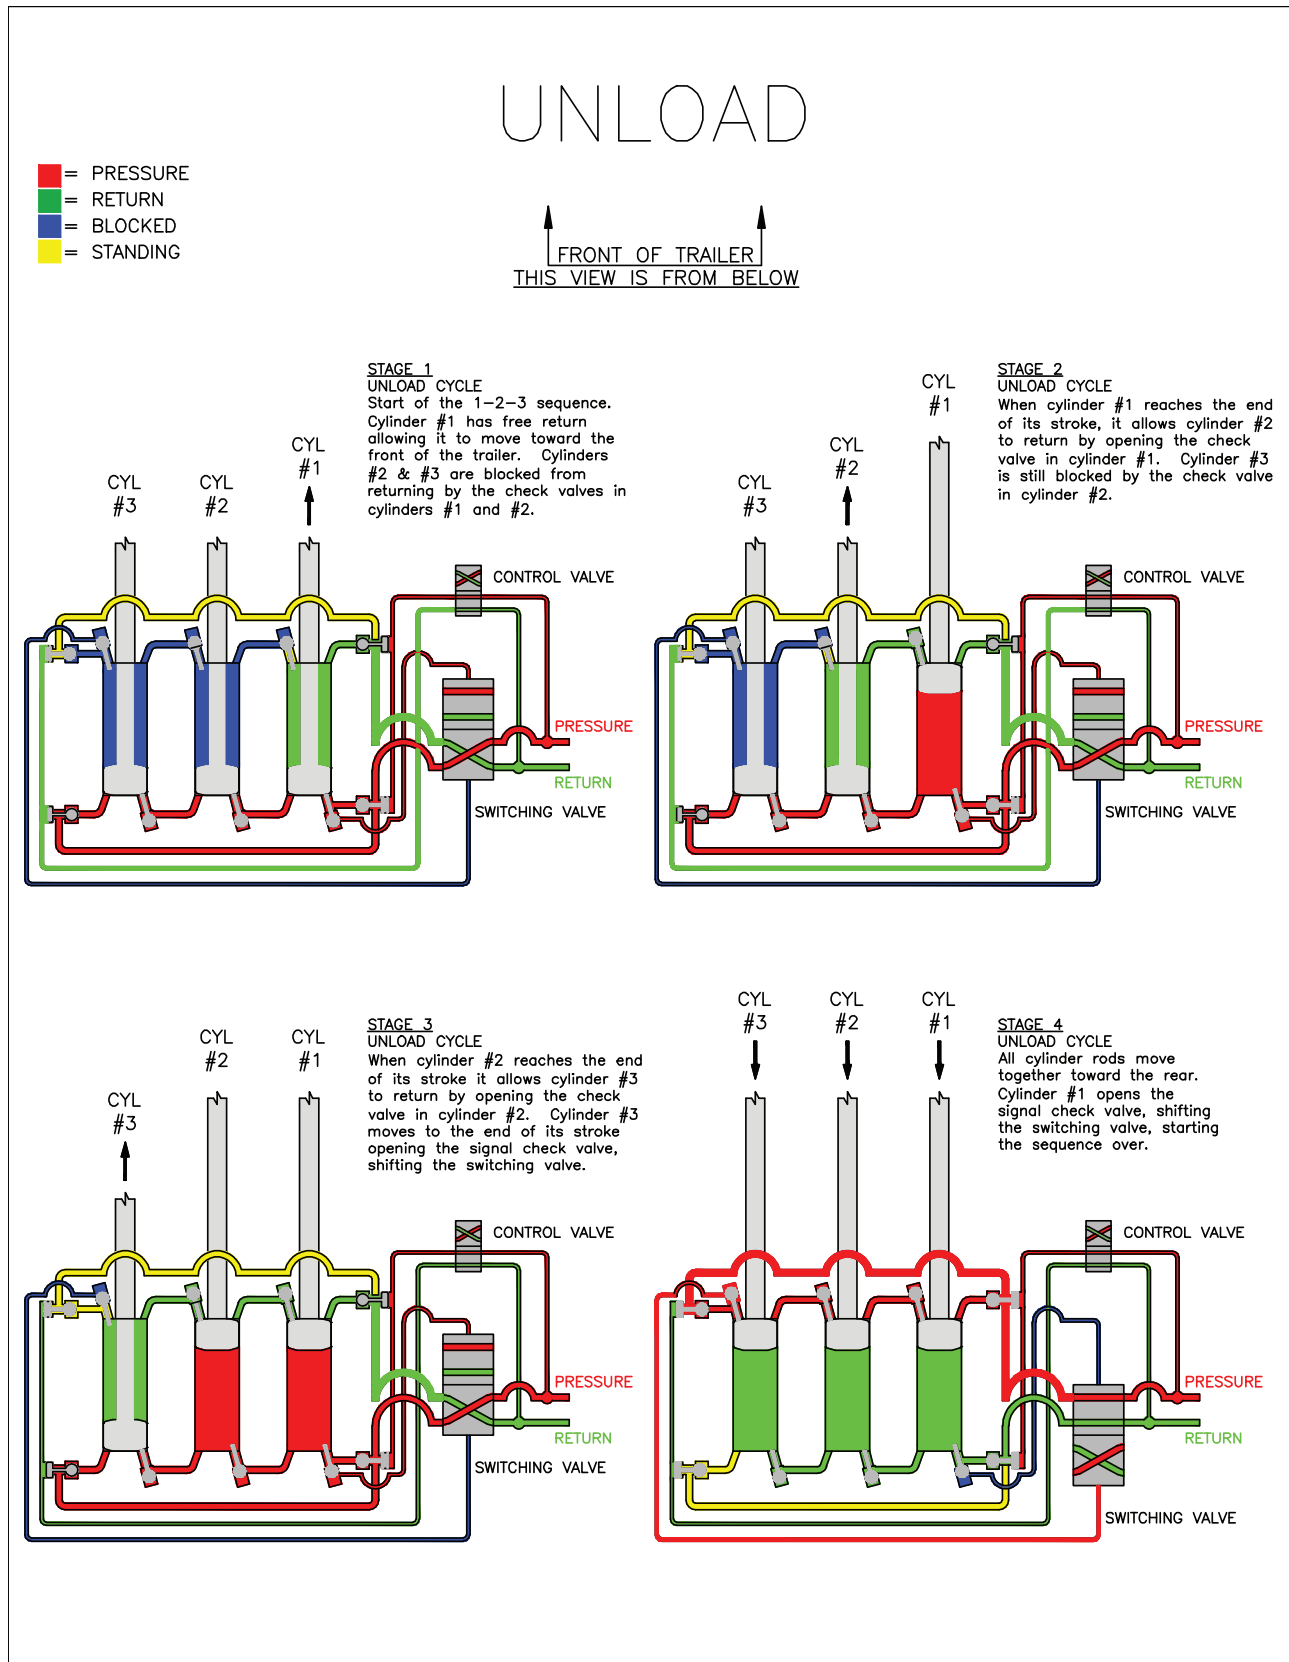 UNLOAD
= PRESSURE
= RETURN
= BLOCKED
= STANDING
FRONT OF TRAILER
THIS VIEW IS FROM BELOW
STAGE 1
UNLOAD CYCLE
Start of the 1-2-3 sequence.
Cylinder #1 has free return
allowing it to move toward the
front of the trailer. Cylinders
#2 & #3 are blocked from
returning by the check valves in
cylinders #1 and #2.
CYL
#3
CYL
#2
CYL
#1
CONTROL VALVE
PRESSURE
RETURN
SWITCHING VALVE
STAGE 2
UNLOAD CYCLE
When cylinder #1 reaches the end
of its stroke, it allows cylinder #2
to return by opening the check
valve in cylinder #1. Cylinder #3
is still blocked by the check valve
in cylinder #2.
CYL
#3
CYL
#2
CYL
#1
CONTROL VALVE
PRESSURE
RETURN
SWITCHING VALVE
STAGE 3
UNLOAD CYCLE
When cylinder #2 reaches the end
of its stroke it allows cylinder #3
to return by opening the check
valve in cylinder #2. Cylinder #3
moves to the end of its stroke
opening the signal check valve,
shifting the switching valve.
CYL
#3
CYL
#2
CYL
#1
CONTROL VALVE
PRESSURE
RETURN
SWITCHING VALVE
STAGE 4
UNLOAD CYCLE
All cylinder rods move
together toward the rear.
Cylinder #1 opens the
signal check valve, shifting
the switching valve, starting
the sequence over.
CYL
#3
CYL
#2
CYL
#1
CONTROL VALVE
PRESSURE
RETURN
SWITCHING VALVE